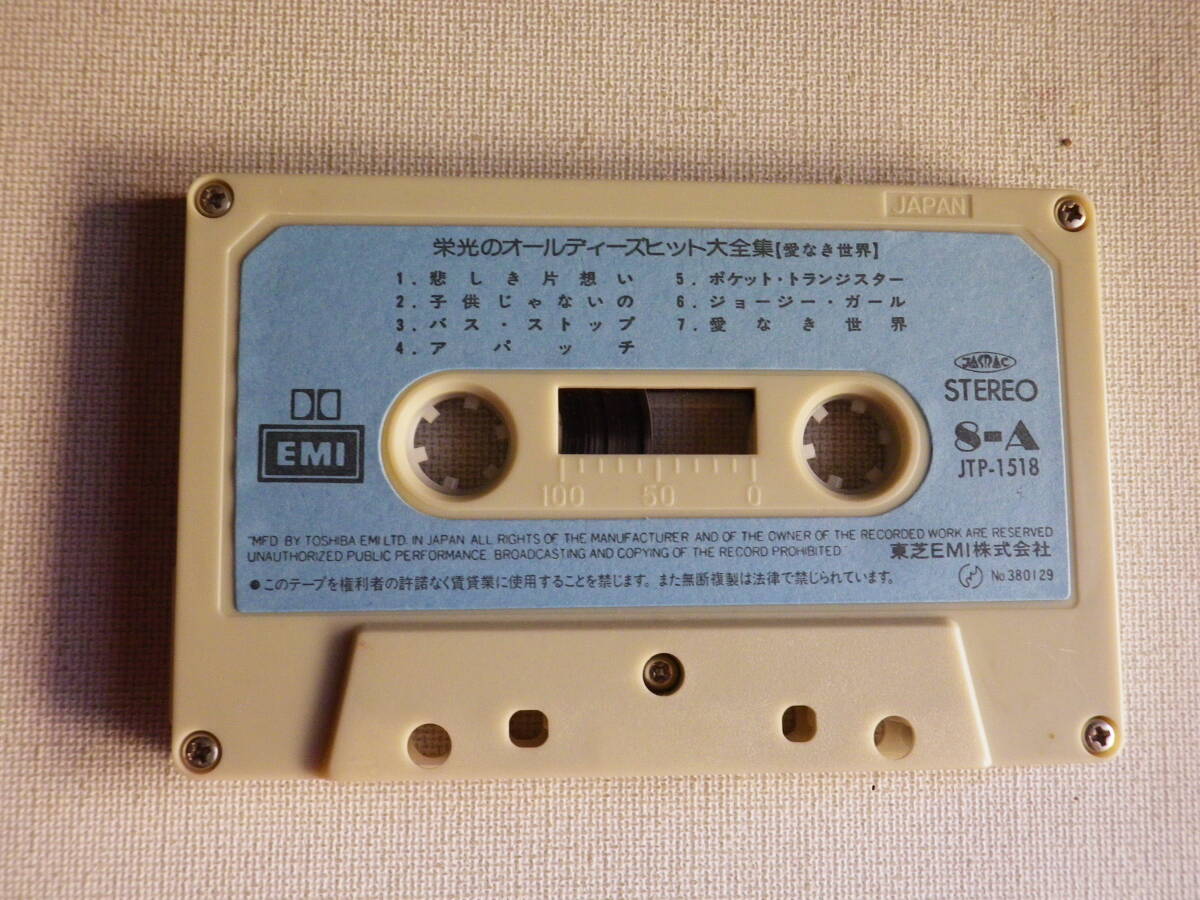 JAPAN
栄光のオールディーズヒット大全集【愛なき世界】
1. 悲しき片想い
2. 子供じゃないの
3. バス・ストップ
4. アパッチ
5. ポケット・トランジスター
6. ジョージー・ガール
7. 愛なき世界
JASRAC
STEREO
EMI
8-A
JTP-1518
100 50 0
"MFD BY TOSHIBA EMI LTD. IN JAPAN ALL RIGHTS OF THE MANUFACTURER AND OF THE OWNER OF THE RECORDED WORK ARE RESERVED
UNAUTHORIZED PUBLIC PERFORMANCE BROADCASTING AND COPYING OF THE RECORD PROHIBITED" 東芝EMI株式会社
●このテープを権利者の許諾なく賃貸業に使用することを禁じます。また無断複製は法律で禁じられています。
No.380129